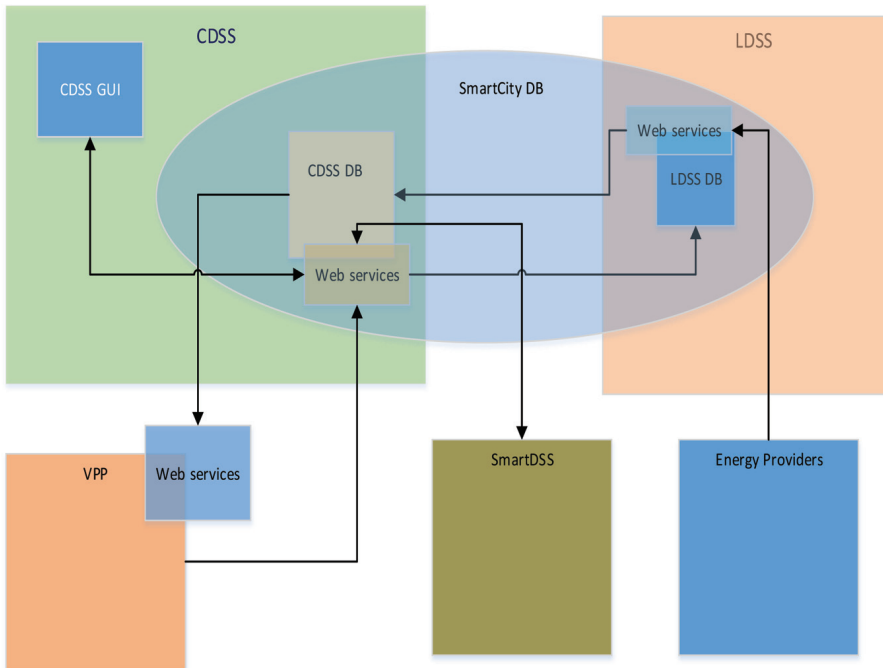 CDSS
LDSS
CDSS GUI
SmartCity DB
Web services
CDSS DB
LDSS DB
Web services
VPP
Web services
SmartDSS
Energy Providers